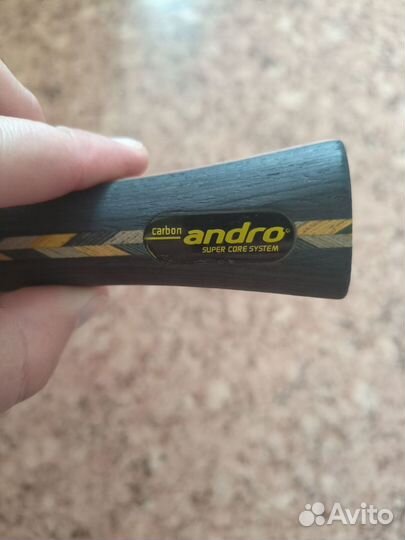 carbon
andro®
SUPER CORE SYSTEM
Avito